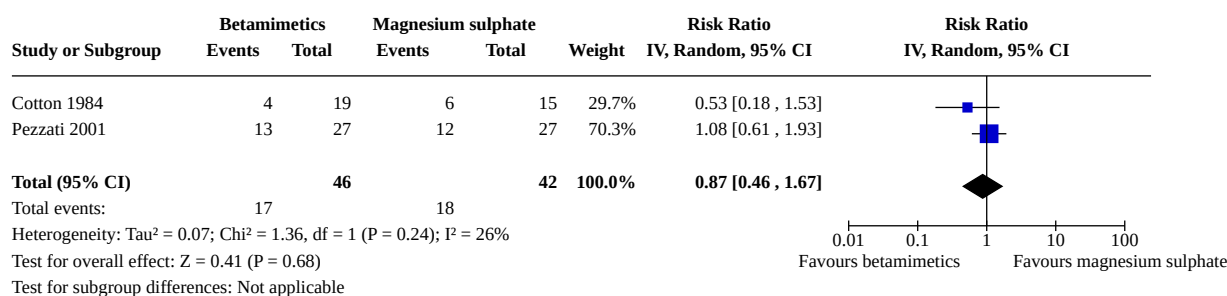 Betamimetics Magnesium sulphate Risk Ratio Risk Ratio
Study or Subgroup Events Total Events Total Weight IV, Random, 95% CI IV, Random, 95% CI
Cotton 1984 4 19 6 15 29.7% 0.53 [0.18 , 1.53]
Pezzati 2001 13 27 12 27 70.3% 1.08 [0.61 , 1.93]
Total (95% CI) 46 42 100.0% 0.87 [0.46 , 1.67]
Total events: 17 18
Heterogeneity: Tau² = 0.07; Chi² = 1.36, df = 1 (P = 0.24); I² = 26%
0.01 0.1 1 10 100
Test for overall effect: Z = 0.41 (P = 0.68) Favours betamimetics Favours magnesium sulphate
Test for subgroup differences: Not applicable